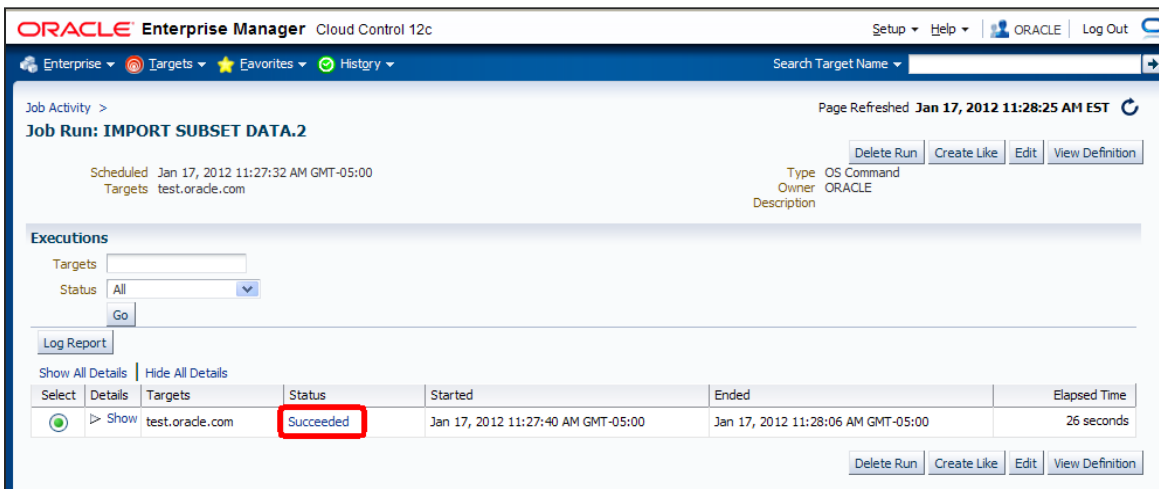 ORACLE Enterprise Manager Cloud Control 12c
Setup Help ORACLE Log Out
Enterprise Targets Favorites History Search Target Name
Job Activity >
Page Refreshed Jan 17, 2012 11:28:25 AM EST
Job Run: IMPORT SUBSET DATA.2
Delete Run Create Like Edit View Definition
Scheduled Jan 17, 2012 11:27:32 AM GMT-05:00
Targets test.oracle.com
Type OS Command
Owner ORACLE
Description
Executions
Targets
Status All
Go
Log Report
Show All Details | Hide All Details
Select Details Targets Status Started Ended Elapsed Time
Show test.oracle.com Succeeded Jan 17, 2012 11:27:40 AM GMT-05:00 Jan 17, 2012 11:28:06 AM GMT-05:00 26 seconds
Delete Run Create Like Edit View Definition